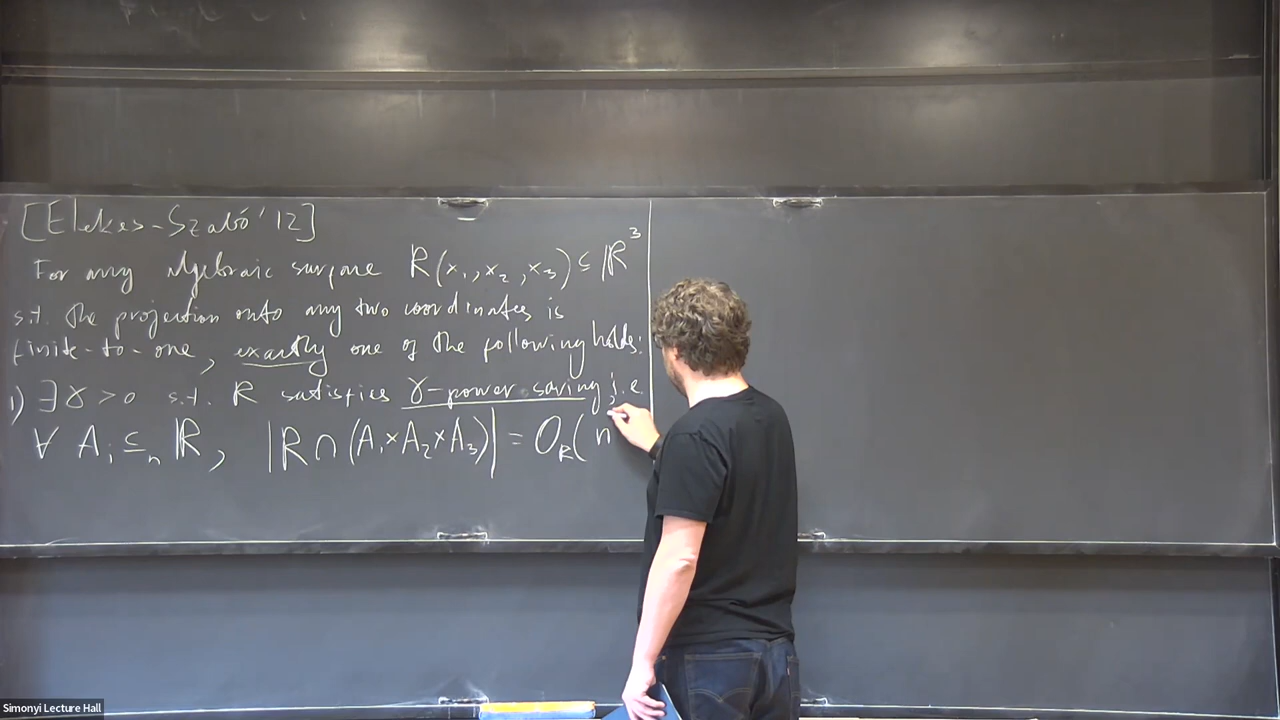 [Elekes-Szabó '12]
For any algebraic surface R(x₁,x₂,x₃) ⊆ ℝ³
s.t. the projection onto any two coordinates is
finite-to-one, exactly one of the following holds:
1) ∃γ>0 s.t. R satisfies γ-power saving, i.e.
∀ Aᵢ ⊆ₙ ℝ, |R∩(A₁×A₂×A₃)| = O_R(n
Simonyi Lecture Hall